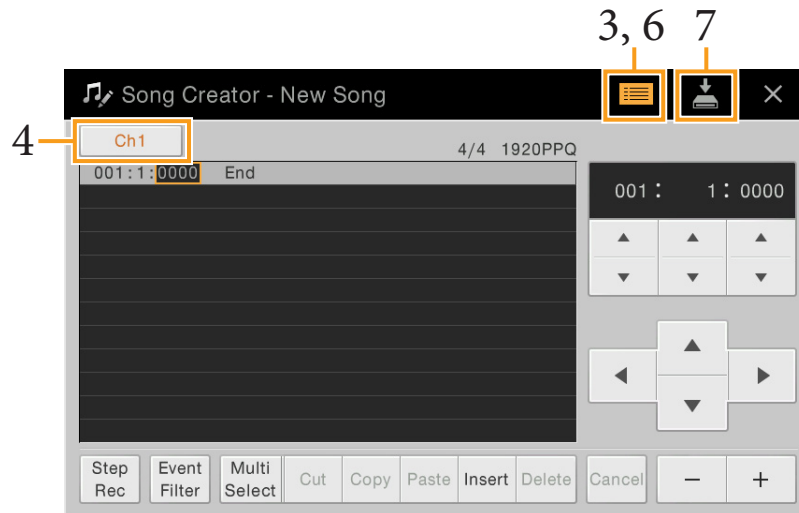 3, 6 7
Song Creator - New Song
4
Ch1
4/4 1920PPQ
001:1:0000 End
001: 1: 0000
Step Rec
Event Filter
Multi Select
Cut
Copy
Paste
Insert
Delete
Cancel
− +